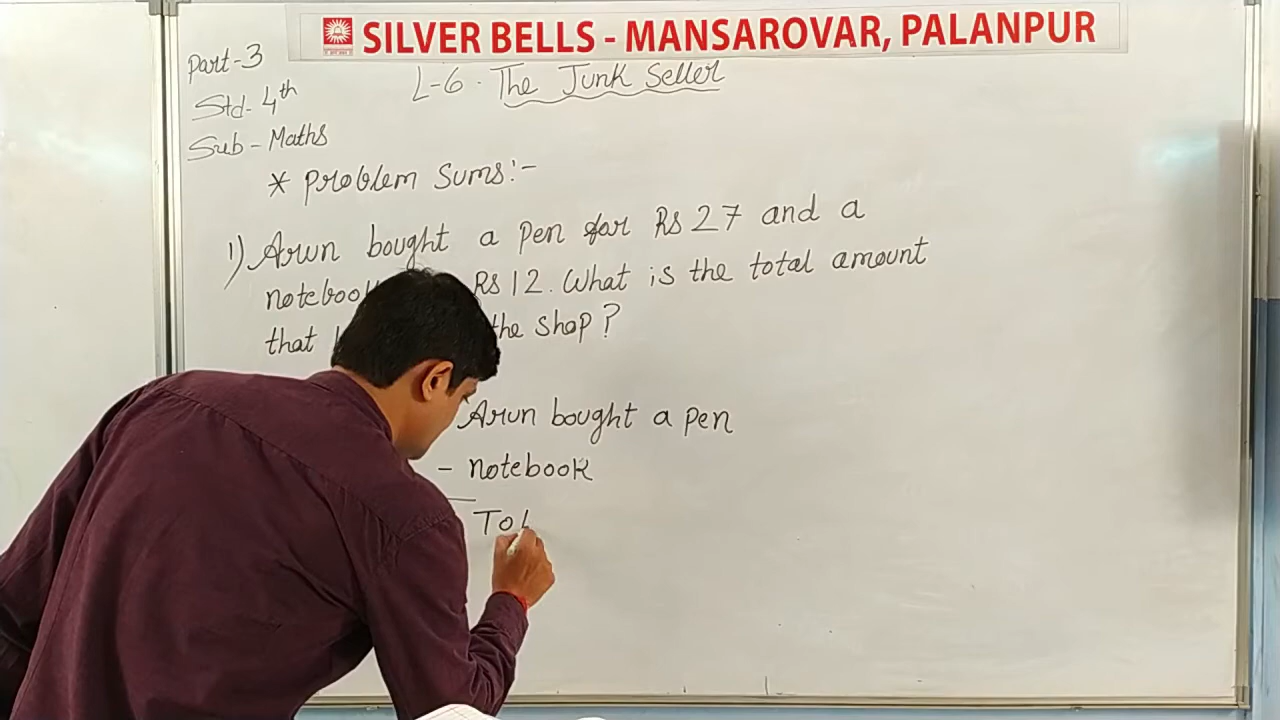 SILVER BELLS - MANSAROVAR, PALANPUR
Part-3
L-6. The Junk Seller
Std- 4th
Sub - Maths
* Problem Sums:-
1) Arun bought a pen for Rs 27 and a
Rs 12. What is the total amount
that the shop?
Arun bought a pen
- notebook